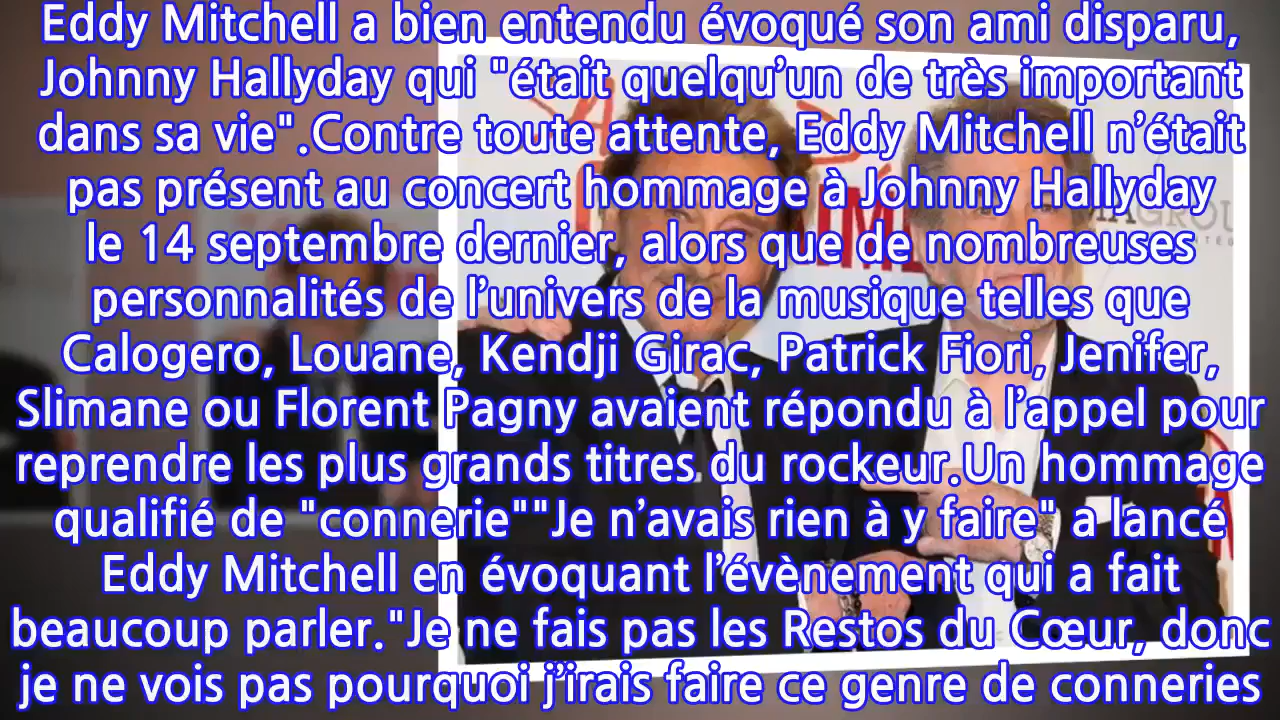 Eddy Mitchell a bien entendu évoqué son ami disparu,
Johnny Hallyday qui "était quelqu’un de très important
dans sa vie".Contre toute attente, Eddy Mitchell n’était
pas présent au concert hommage à Johnny Hallyday
le 14 septembre dernier, alors que de nombreuses
personnalités de l’univers de la musique telles que
Calogero, Louane, Kendji Girac, Patrick Fiori, Jenifer,
Slimane ou Florent Pagny avaient répondu à l’appel pour
reprendre les plus grands titres du rockeur.Un hommage
qualifié de "connerie""Je n’avais rien à y faire" a lancé
Eddy Mitchell en évoquant l’évènement qui a fait
beaucoup parler."Je ne fais pas les Restos du Cœur, donc
je ne vois pas pourquoi j’irais faire ce genre de conneries